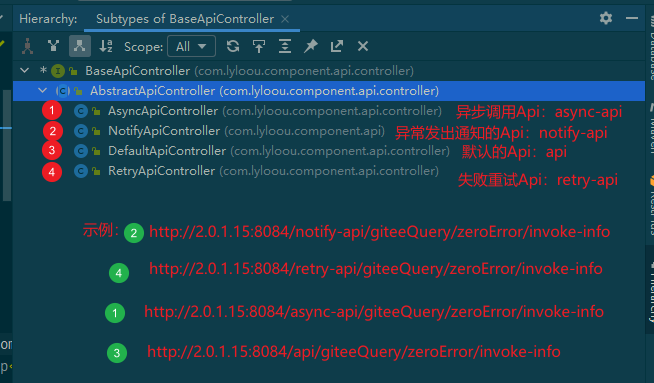 Hierarchy: Subtypes of BaseApiController ×
Scope: All
* BaseApiController (com.lyloou.component.api.controller)
AbstractApiController (com.lyloou.component.api.controller)
1 AsyncApiController (com.lyloou.component.api.controller) 异步调用Api：async-api
2 NotifyApiController (com.lyloou.component.api) 异常发出通知的Api：notify-api
3 DefaultApiController (com.lyloou.component.api.controller) 默认的Api：api
4 RetryApiController (com.lyloou.component.api.controller) 失败重试Api：retry-api
示例： 2 http://2.0.1.15:8084/notify-api/giteeQuery/zeroError/invoke-info
4 http://2.0.1.15:8084/retry-api/giteeQuery/zeroError/invoke-info
1 http://2.0.1.15:8084/async-api/giteeQuery/zeroError/invoke-info
3 http://2.0.1.15:8084/api/giteeQuery/zeroError/invoke-info